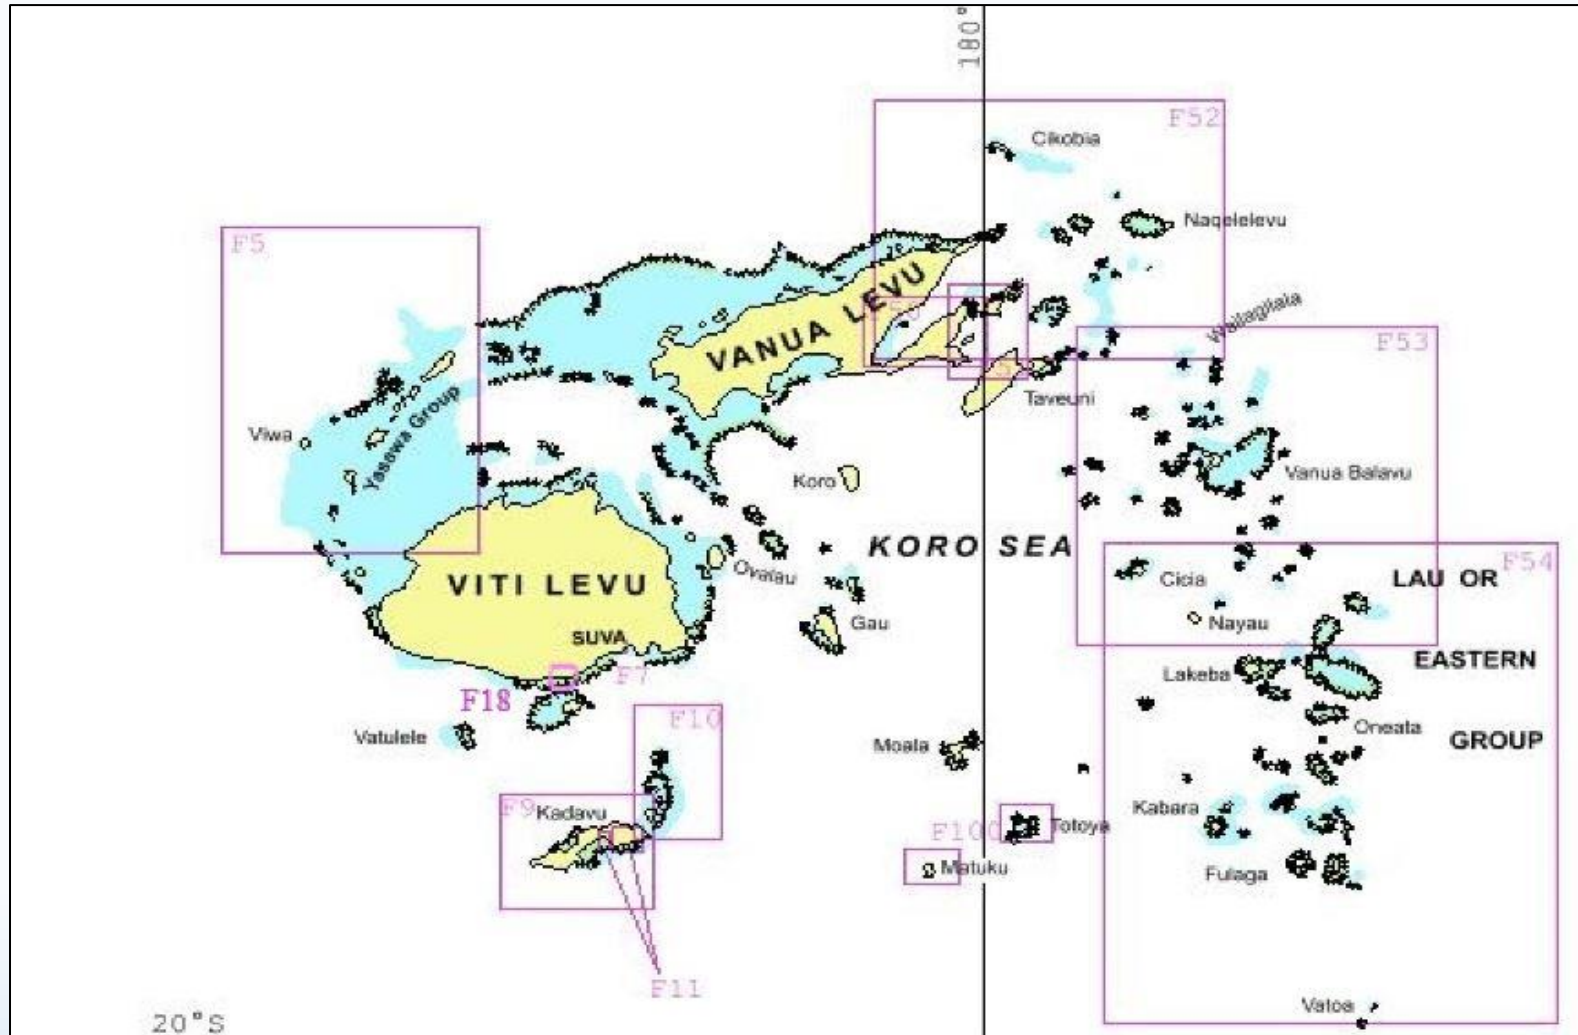 180°
F52
Cikobia
Naqelelevu
F5
VANUA LEVU
Wailagilala
F53
Taveuni
Viwa
Yasawa Group
Koro
Vanua Balavu
KORO SEA
Ovalau
VITI LEVU
Cicia
LAU OR
F54
Gau
Nayau
SUVA
EASTERN
Lakeba
F7
F18
F10
Vatulele
Moala
Oneata
GROUP
F9
Kadavu
Kabara
F100
Totoya
Matuku
Fulaga
F11
Vatoa
20°S